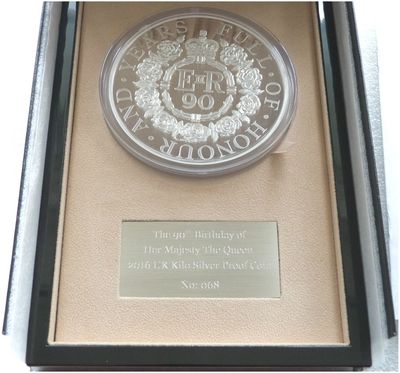 · AND · YEARS · FULL · OF · HONOUR
E R
90
The 90th Birthday of
Her Majesty The Queen
2016 UK Kilo Silver Proof Coin
No: 068